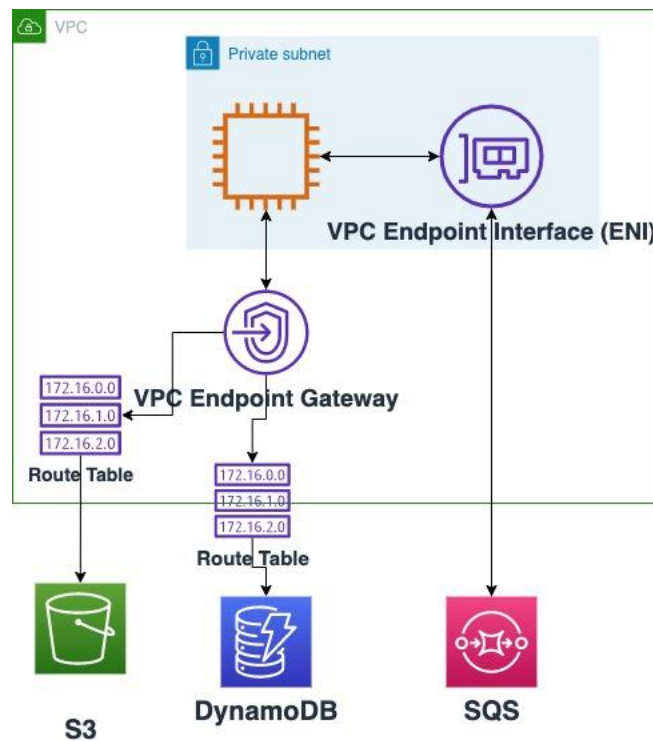 VPC
Private subnet
VPC Endpoint Interface (ENI)
VPC Endpoint Gateway
172.16.0.0
172.16.1.0
172.16.2.0
Route Table
172.16.0.0
172.16.1.0
172.16.2.0
Route Table
S3
DynamoDB
SQS